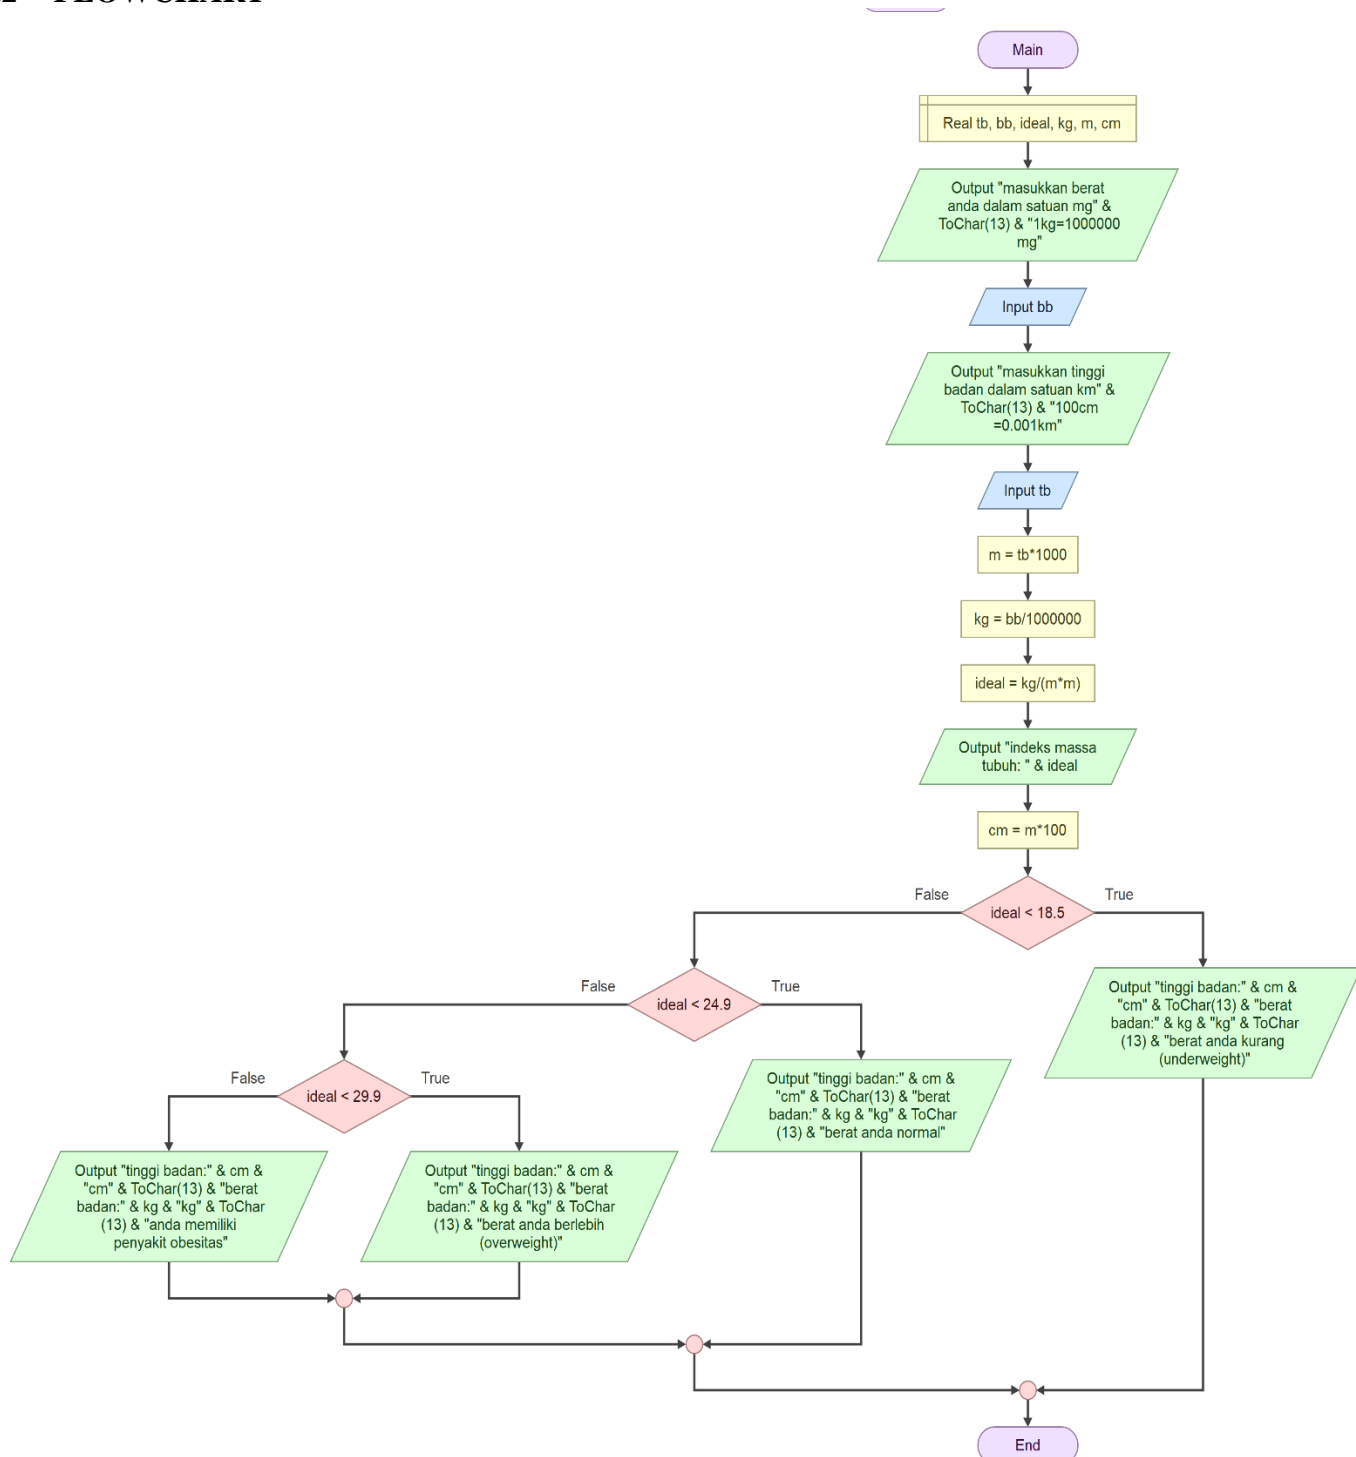 FLOWCHART
Main
Real tb, bb, ideal, kg, m, cm
Output "masukkan berat
anda dalam satuan mg" &
ToChar(13) & "1kg=1000000
mg"
Input bb
Output "masukkan tinggi
badan dalam satuan km" &
ToChar(13) & "100cm
=0.001km"
Input tb
m = tb*1000
kg = bb/1000000
ideal = kg/(m*m)
Output "indeks massa
tubuh: " & ideal
cm = m*100
False
ideal < 18.5
True
False
ideal < 24.9
True
Output "tinggi badan:" & cm &
"cm" & ToChar(13) & "berat
badan:" & kg & "kg" & ToChar
(13) & "berat anda kurang
(underweight)"
False
ideal < 29.9
True
Output "tinggi badan:" & cm &
"cm" & ToChar(13) & "berat
badan:" & kg & "kg" & ToChar
(13) & "berat anda normal"
Output "tinggi badan:" & cm &
"cm" & ToChar(13) & "berat
badan:" & kg & "kg" & ToChar
(13) & "anda memiliki
penyakit obesitas"
Output "tinggi badan:" & cm &
"cm" & ToChar(13) & "berat
badan:" & kg & "kg" & ToChar
(13) & "berat anda berlebih
(overweight)"
End